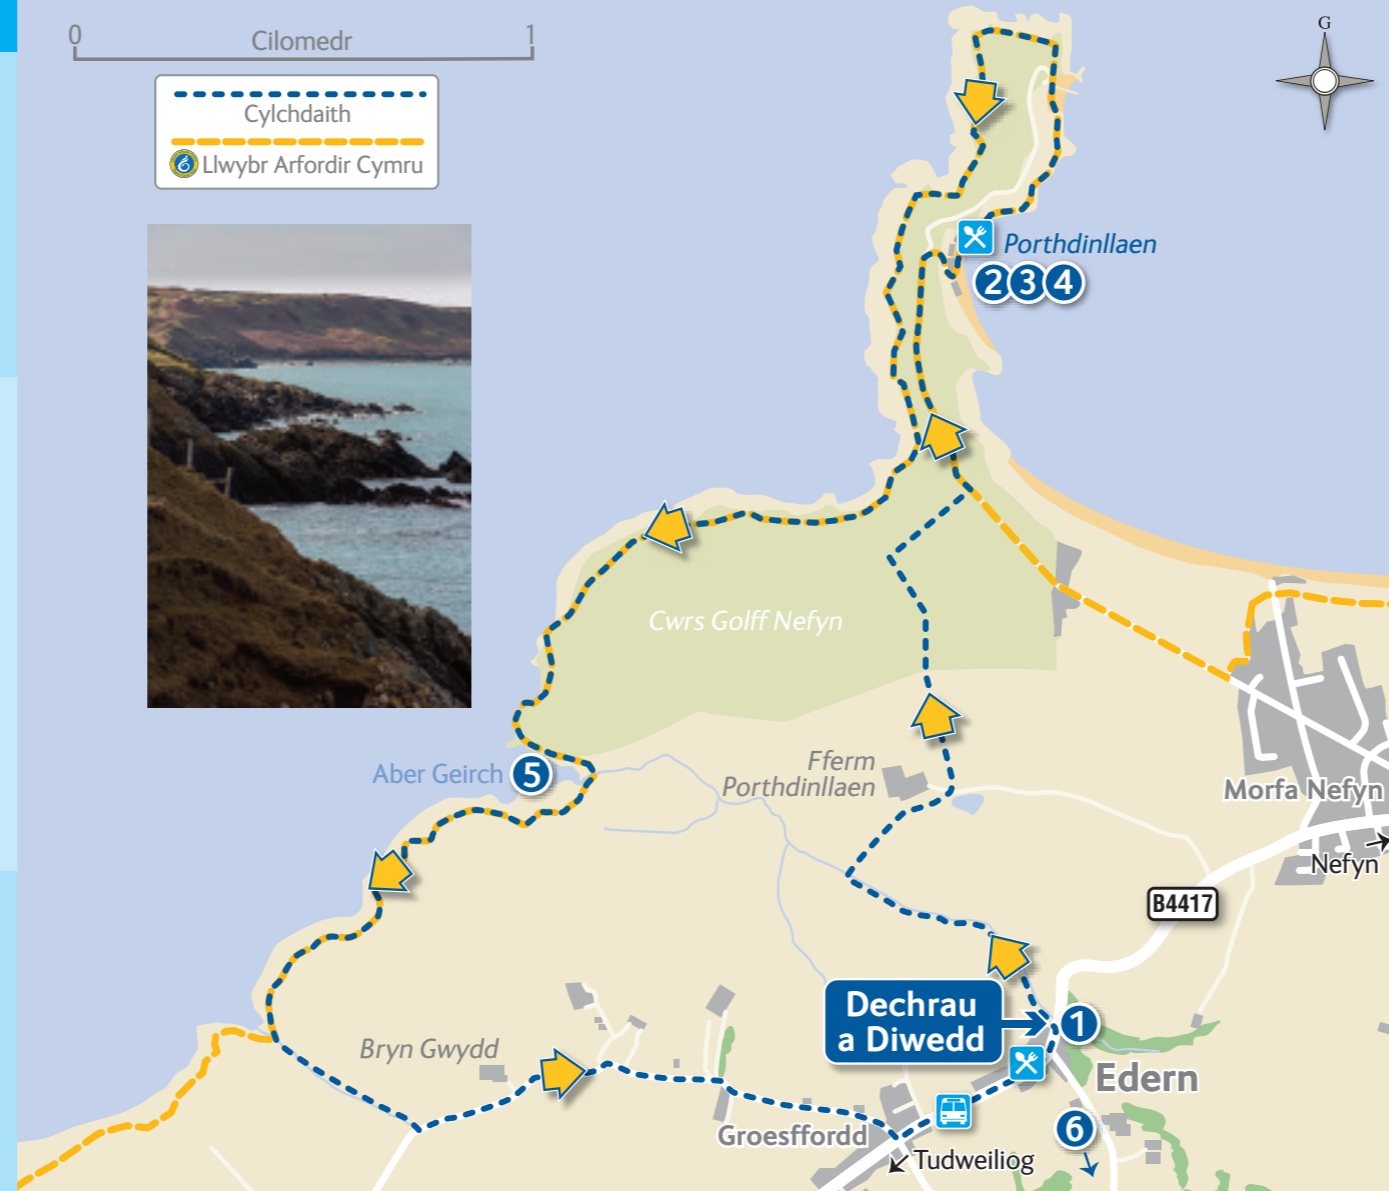 0 Cilomedr 1
G
Cylchdaith
Llwybr Arfordir Cymru
Porthdinllaen
2 3 4
Cwrs Golff Nefyn
Aber Geirch 5
Fferm
Porthdinllaen
Morfa Nefyn
Nefyn
B4417
Dechrau
a Diwedd
1
Bryn Gwydd
Edern
6
Groesffordd
Tudweiliog